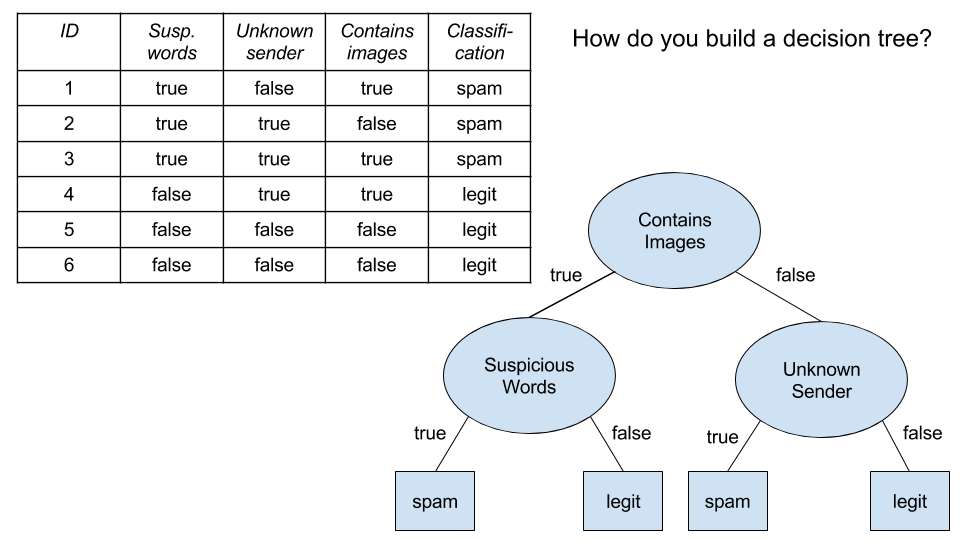 How do you build a decision tree?
ID Susp. words Unknown sender Contains images Classifi-cation
1 true false true spam
2 true true false spam
3 true true true spam
4 false true true legit
5 false false false legit
6 false false false legit
Contains
Images
true false
Suspicious
Words
Unknown
Sender
true false true false
spam legit spam legit